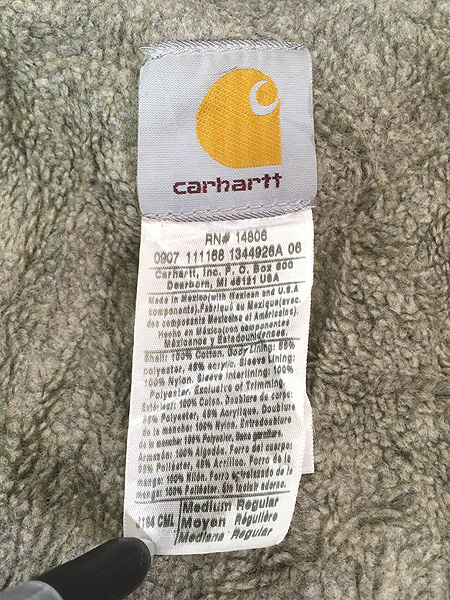 carhartt
RN# 14806
0907 111168 1344926A 06
Carhartt, Inc. P. O. Box 600
Dearborn, MI 48121 USA
Made in Mexico(with Mexican and U.S.A
components).Fabriqué au Mexique(avec
des composants Mexicains et Américains).
Hecho en México(con componentes
Mexicanos y Estadounidenses.
Shell: 100% Cotton. Body Lining:
polyester, 45% acrylic. Sleeve Lining:
100% Nylon. Sleeve Interlining: 100%
Polyester. Exclusive of Trimming.
Extérieur: 100% Coton. Doublure du corps:
Polyester, 45% Acrylique. Doublure
de la manche: 100% Nylon. Entredoublure
de la manche: 100% Polyester. Sans garniture.
Armazón: 100% Algodón. Forro del cuerpo:
Poliéster, 45% Acrílico. Forro de la
manga: 100% Nilón. Forro de la
manga: 100% Poliéster. Sin incluir adorno.
CML Medium Regular
Moyen Régulière
Mediana Regular